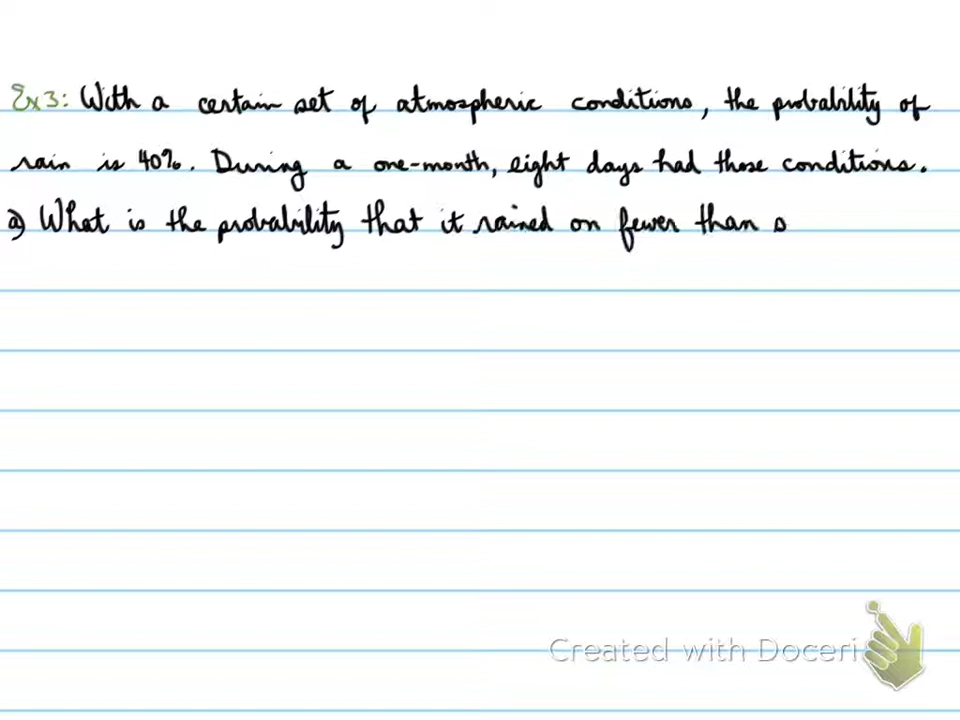 Ex3: With a certain set of atmospheric conditions, the probability of
rain is 40%. During a one-month, eight days had those conditions.
a) What is the probability that it rained on fewer than s
Created with Doceri